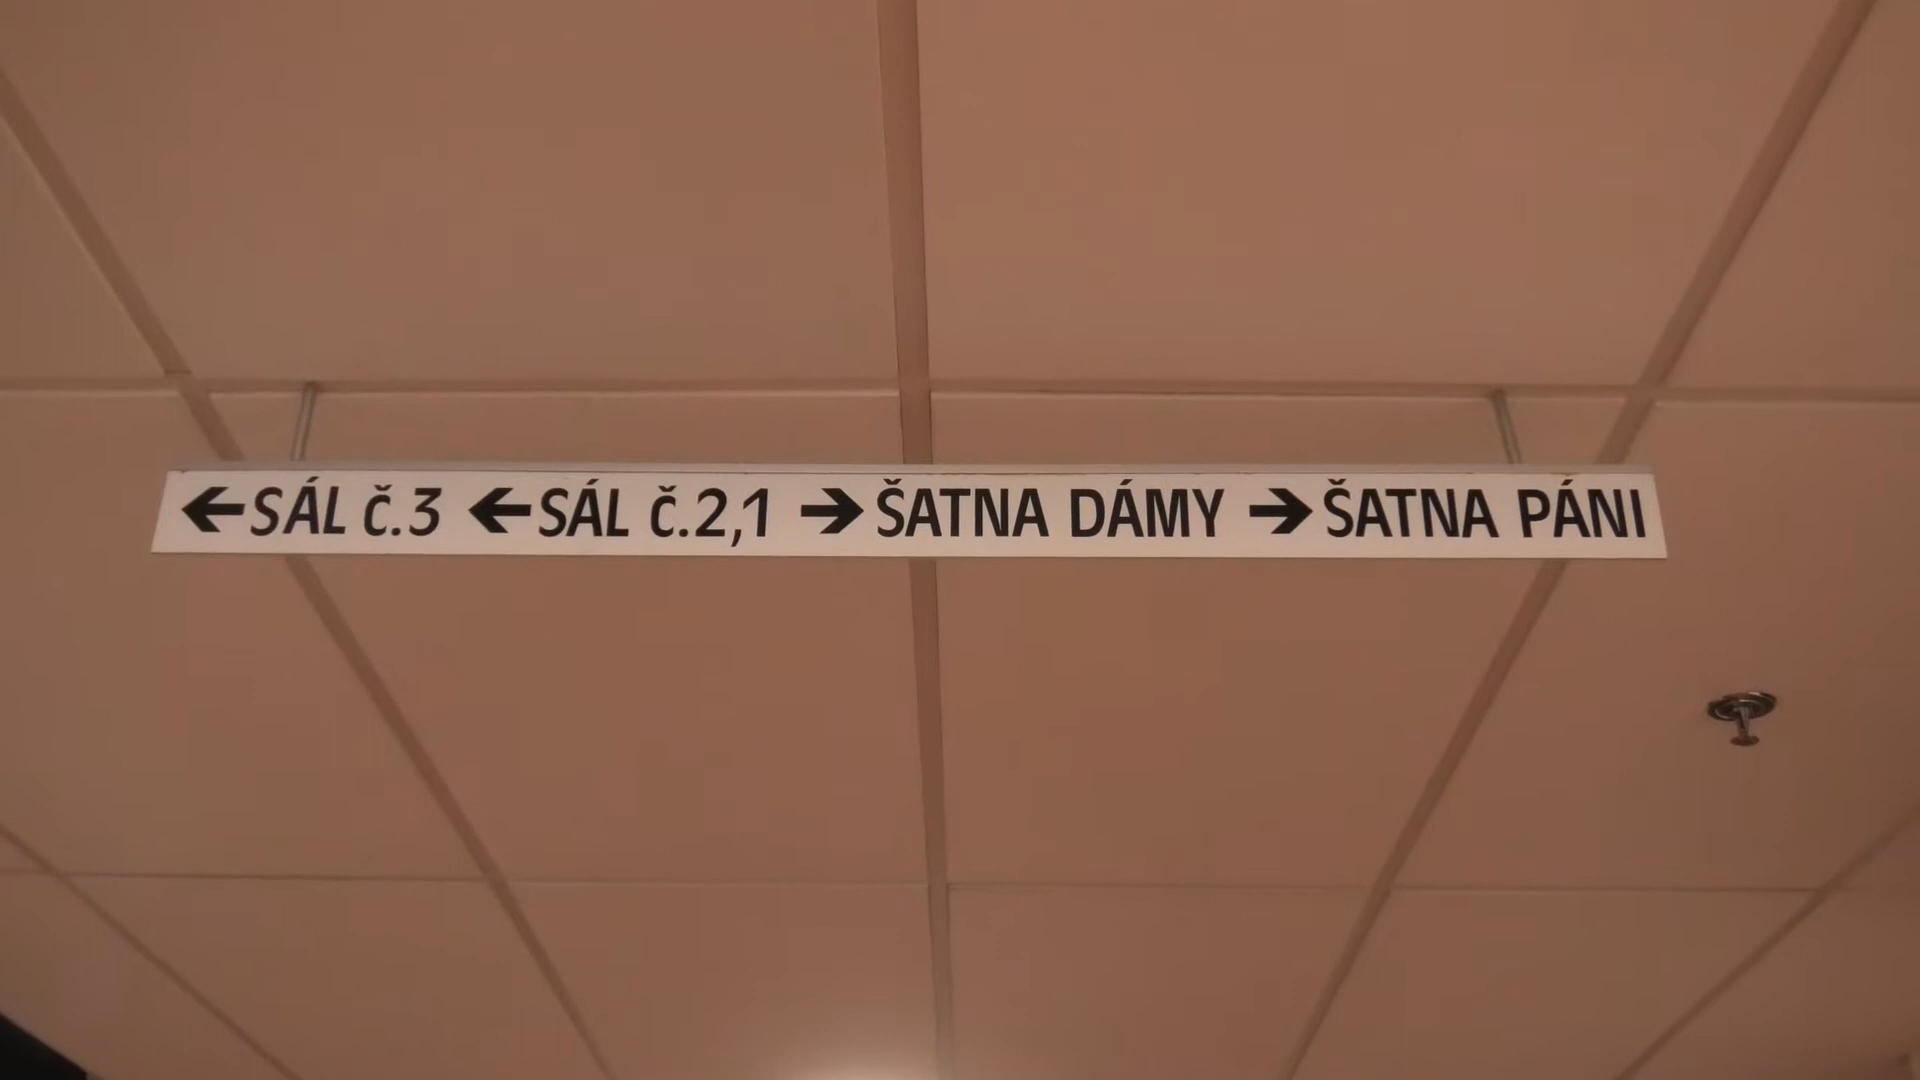 ←SÁL č.3 ←SÁL č.2,1 →ŠATNA DÁMY →ŠATNA PÁNI